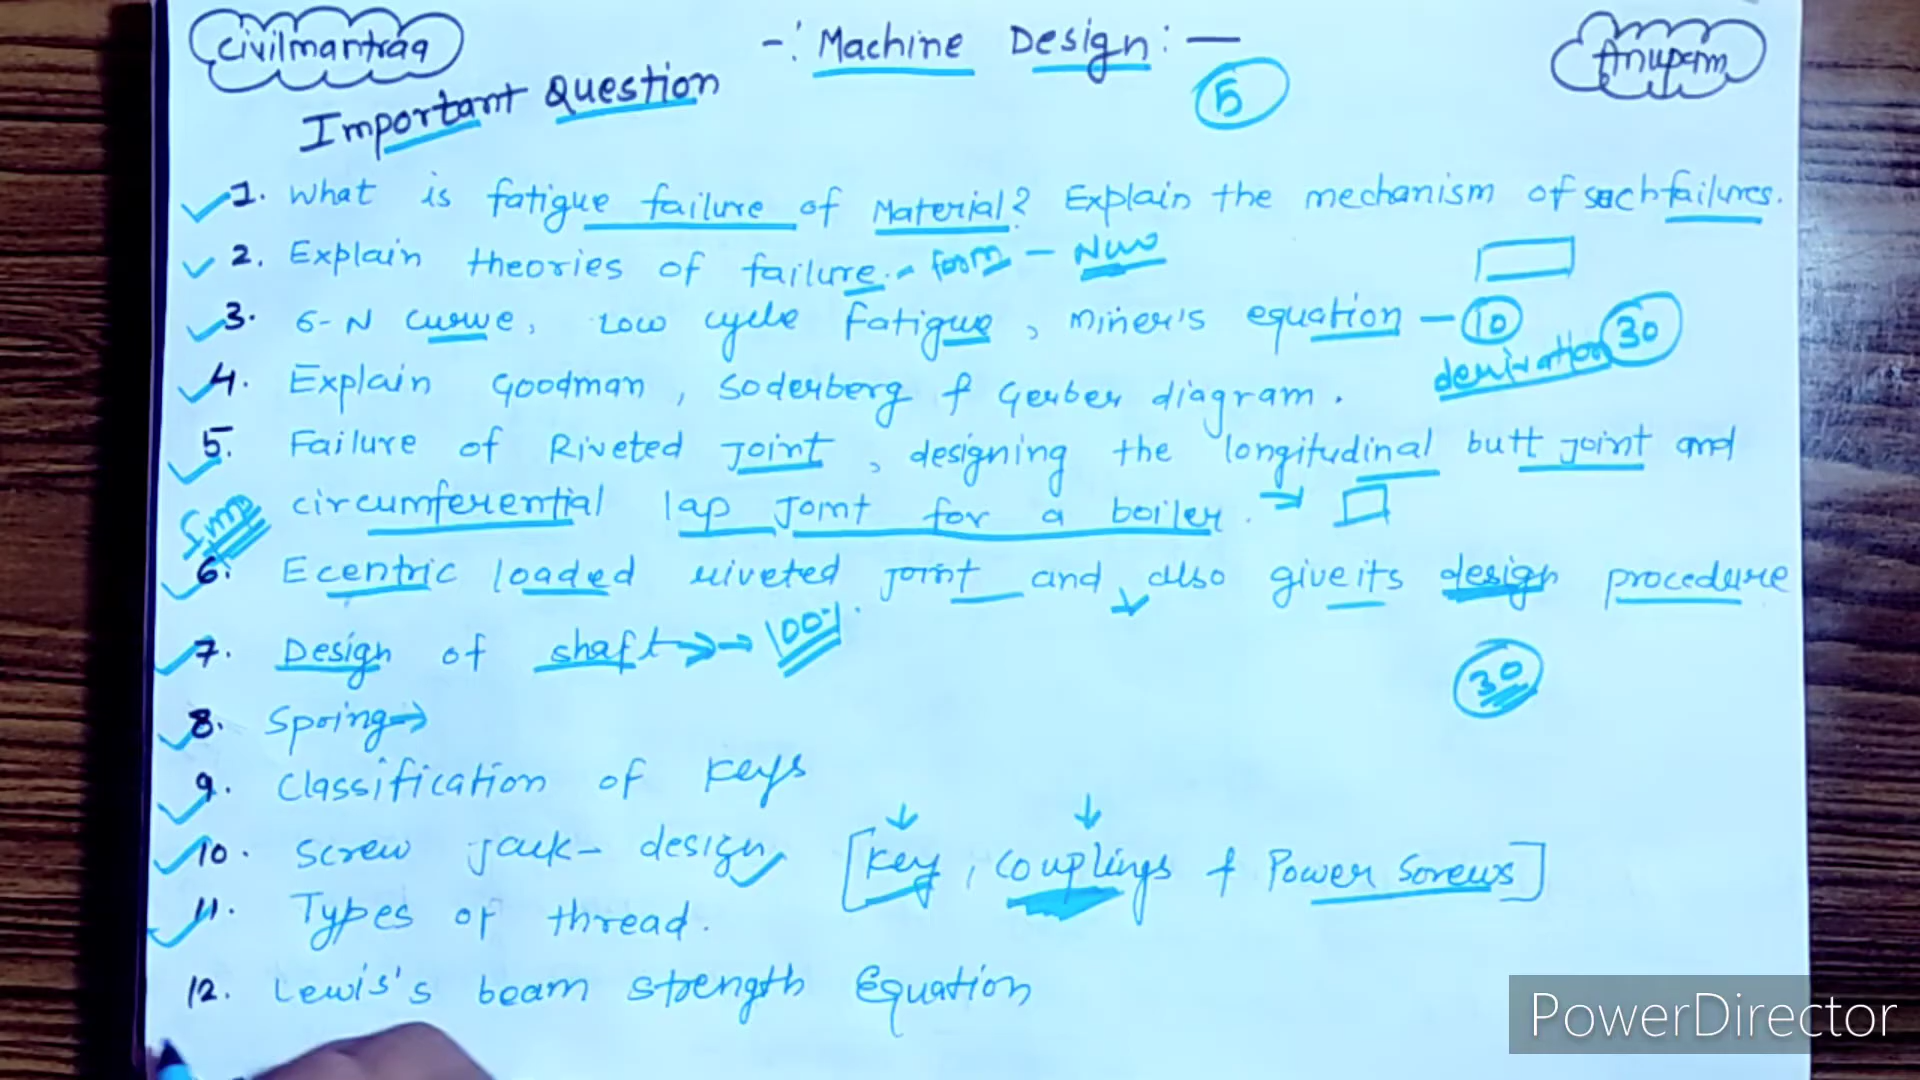 civilmantraa
-: Machine Design: -
Anupam
Important Question
5
1. What is fatigue failure of Material? Explain the mechanism of such failures.
2. Explain theories of failure. - form - Nu
3. 6-N curve, Low cycle Fatigue, Miner's equation - 10
derivation 30
4. Explain Goodman, Soderberg & Gerber diagram.
5. Failure of Riveted Joint, designing the longitudinal butt joint and
circumferential lap Joint for a boiler. →
Imp
6. Ecentric loaded riveted joint and also give its design procedure
7. Design of shaft → 100%.
30
8. Spring →
9. Classification of Keys
10. Screw Jack - design [Key, couplings & Power Screws]
11. Types of thread.
12. Lewis's beam strength Equation
PowerDirector